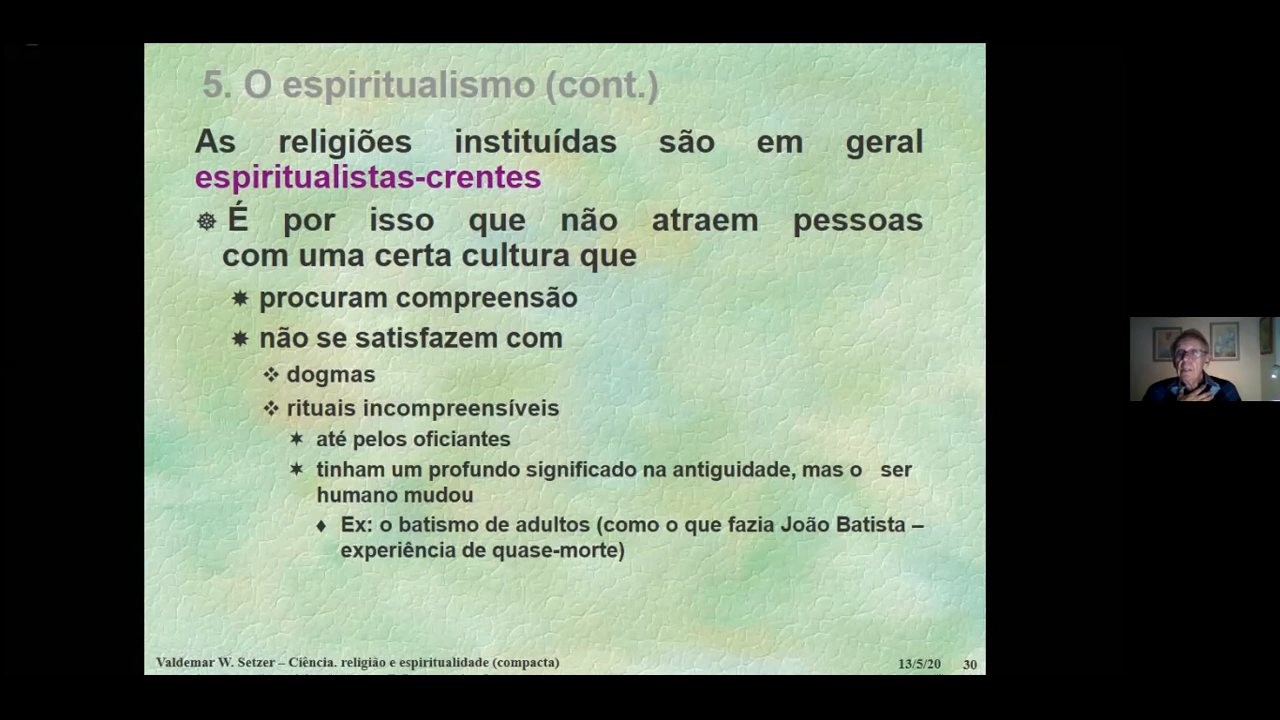 5. O espiritualismo (cont.)
As religiões instituídas são em geral
espiritualistas-crentes
É por isso que não atraem pessoas
com uma certa cultura que
procuram compreensão
não se satisfazem com
dogmas
rituais incompreensíveis
até pelos oficiantes
tinham um profundo significado na antiguidade, mas o ser
humano mudou
Ex: o batismo de adultos (como o que fazia João Batista –
experiência de quase-morte)
Valdemar W. Setzer – Ciência. religião e espiritualidade (compacta)
13/5/20 30